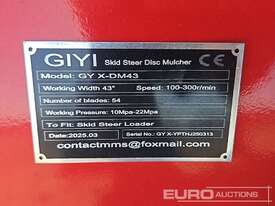 GIYI Skid Steer Disc Mulcher CE
Model: GY X-DM43
Working Width 43" Speed: 100-300r/min
Number of blades: 54
Working Pressure: 10Mpa-22Mpa
To Fit: Skid Steer Loader
Date:2025.03 Serial No: GY X-YPTHJ250313
contactmms@foxmail.com
EURO AUCTIONS